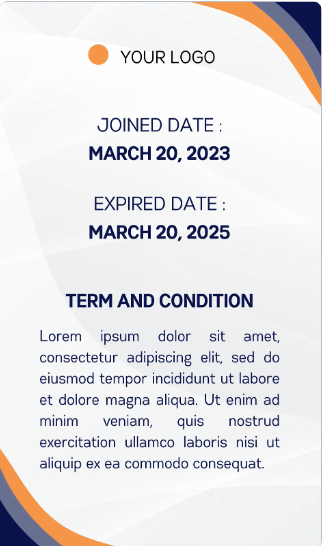 YOUR LOGO
JOINED DATE :
MARCH 20, 2023
EXPIRED DATE :
MARCH 20, 2025
TERM AND CONDITION
Lorem ipsum dolor sit amet,
consectetur adipiscing elit, sed do
eiusmod tempor incididunt ut labore
et dolore magna aliqua. Ut enim ad
minim veniam, quis nostrud
exercitation ullamco laboris nisi ut
aliquip ex ea commodo consequat.